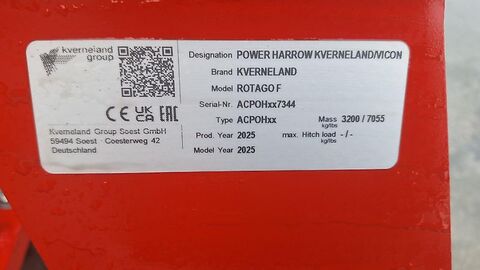 kverneland
group
Designation POWER HARROW KVERNELAND/VICON
Brand KVERNELAND
Model ROTAGO F
Serial-Nr. ACPOHxx7344
Type ACPOHxx Mass kg/lbs 3200 / 7055
Prod. Year 2025 max. Hitch load kg/lbs - / -
Model Year 2025
CE UK CA EAC
Kverneland Group Soest GmbH
59494 Soest · Coesterweg 42
Deutschland